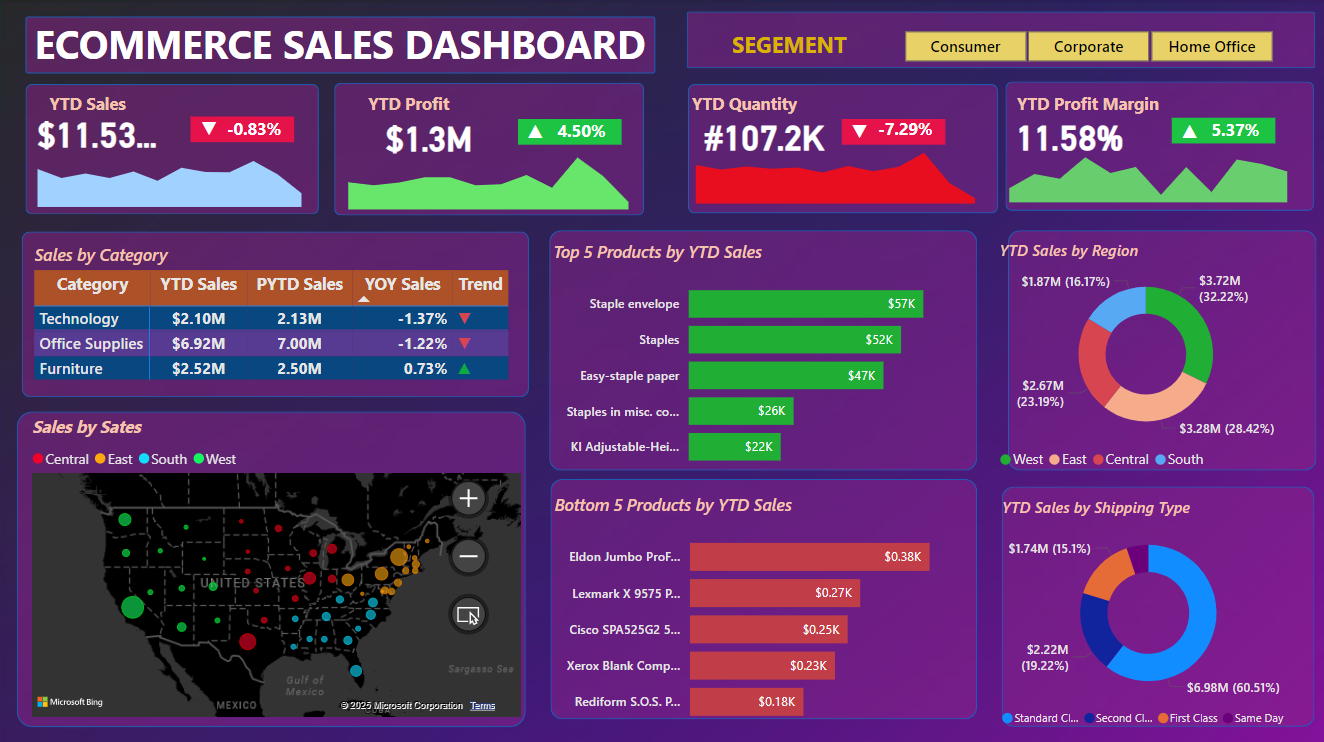 ECOMMERCE SALES DASHBOARD
SEGEMENT
Consumer
Corporate
Home Office
YTD Sales
$11.53...
▼ -0.83%
YTD Profit
$1.3M
▲ 4.50%
YTD Quantity
#107.2K
▼ -7.29%
YTD Profit Margin
11.58%
▲ 5.37%
Sales by Category
Category YTD Sales PYTD Sales YOY Sales Trend
Technology $2.10M 2.13M -1.37% ▼
Office Supplies $6.92M 7.00M -1.22% ▼
Furniture $2.52M 2.50M 0.73% ▲
Top 5 Products by YTD Sales
Staple envelope $57K
Staples $52K
Easy-staple paper $47K
Staples in misc. co... $26K
KI Adjustable-Hei... $22K
YTD Sales by Region
$1.87M (16.17%)
$3.72M
(32.22%)
$2.67M
(23.19%)
$3.28M (28.42%)
West East Central South
Sales by Sates
Central East South West
UNITED STATES
Sargasso Sea
Gulf of
Mexico
MEXICO
CUBA
Microsoft Bing
© 2025 Microsoft Corporation Terms
Bottom 5 Products by YTD Sales
Eldon Jumbo ProF... $0.38K
Lexmark X 9575 P... $0.27K
Cisco SPA525G2 5... $0.25K
Xerox Blank Comp... $0.23K
Rediform S.O.S. P... $0.18K
YTD Sales by Shipping Type
$1.74M (15.1%)
$2.22M
(19.22%)
$6.98M (60.51%)
Standard Cl... Second Cl... First Class Same Day